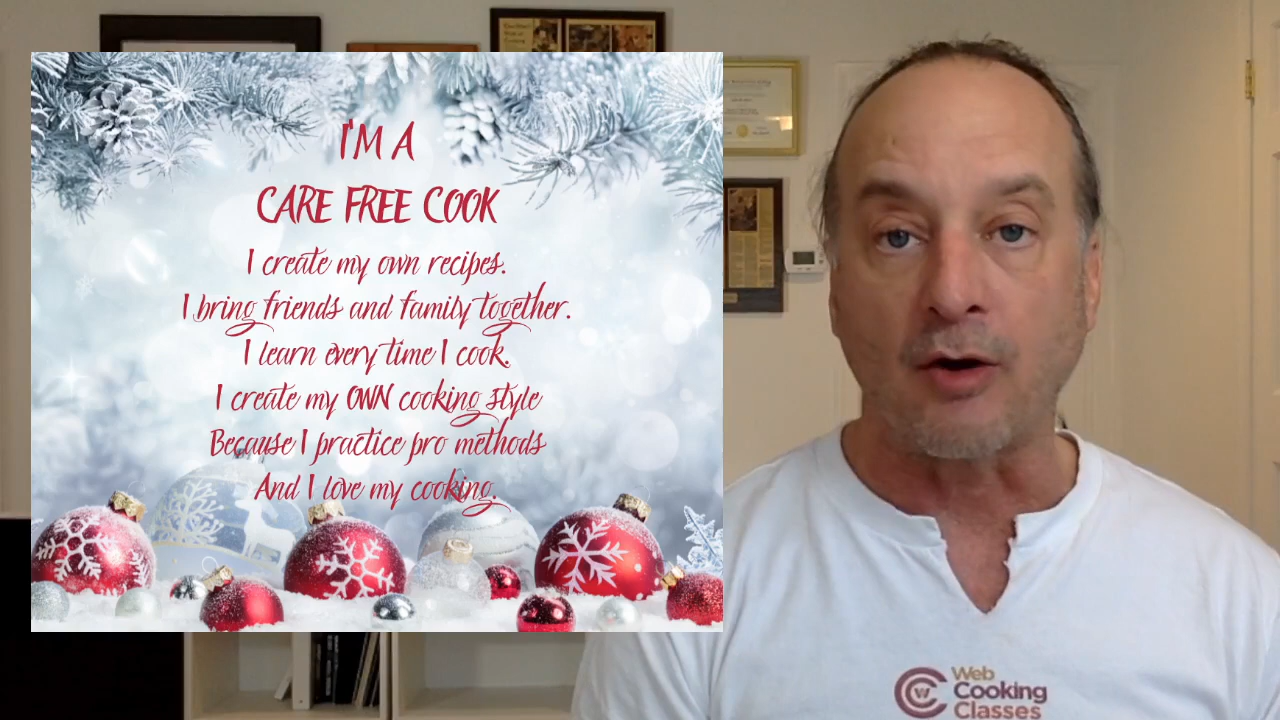 I'M A
CARE FREE COOK
I create my own recipes.
I bring friends and family together.
I learn every time I cook.
I create my OWN cooking style
Because I practice pro methods
And I love my cooking.
Web
Cooking
Classes